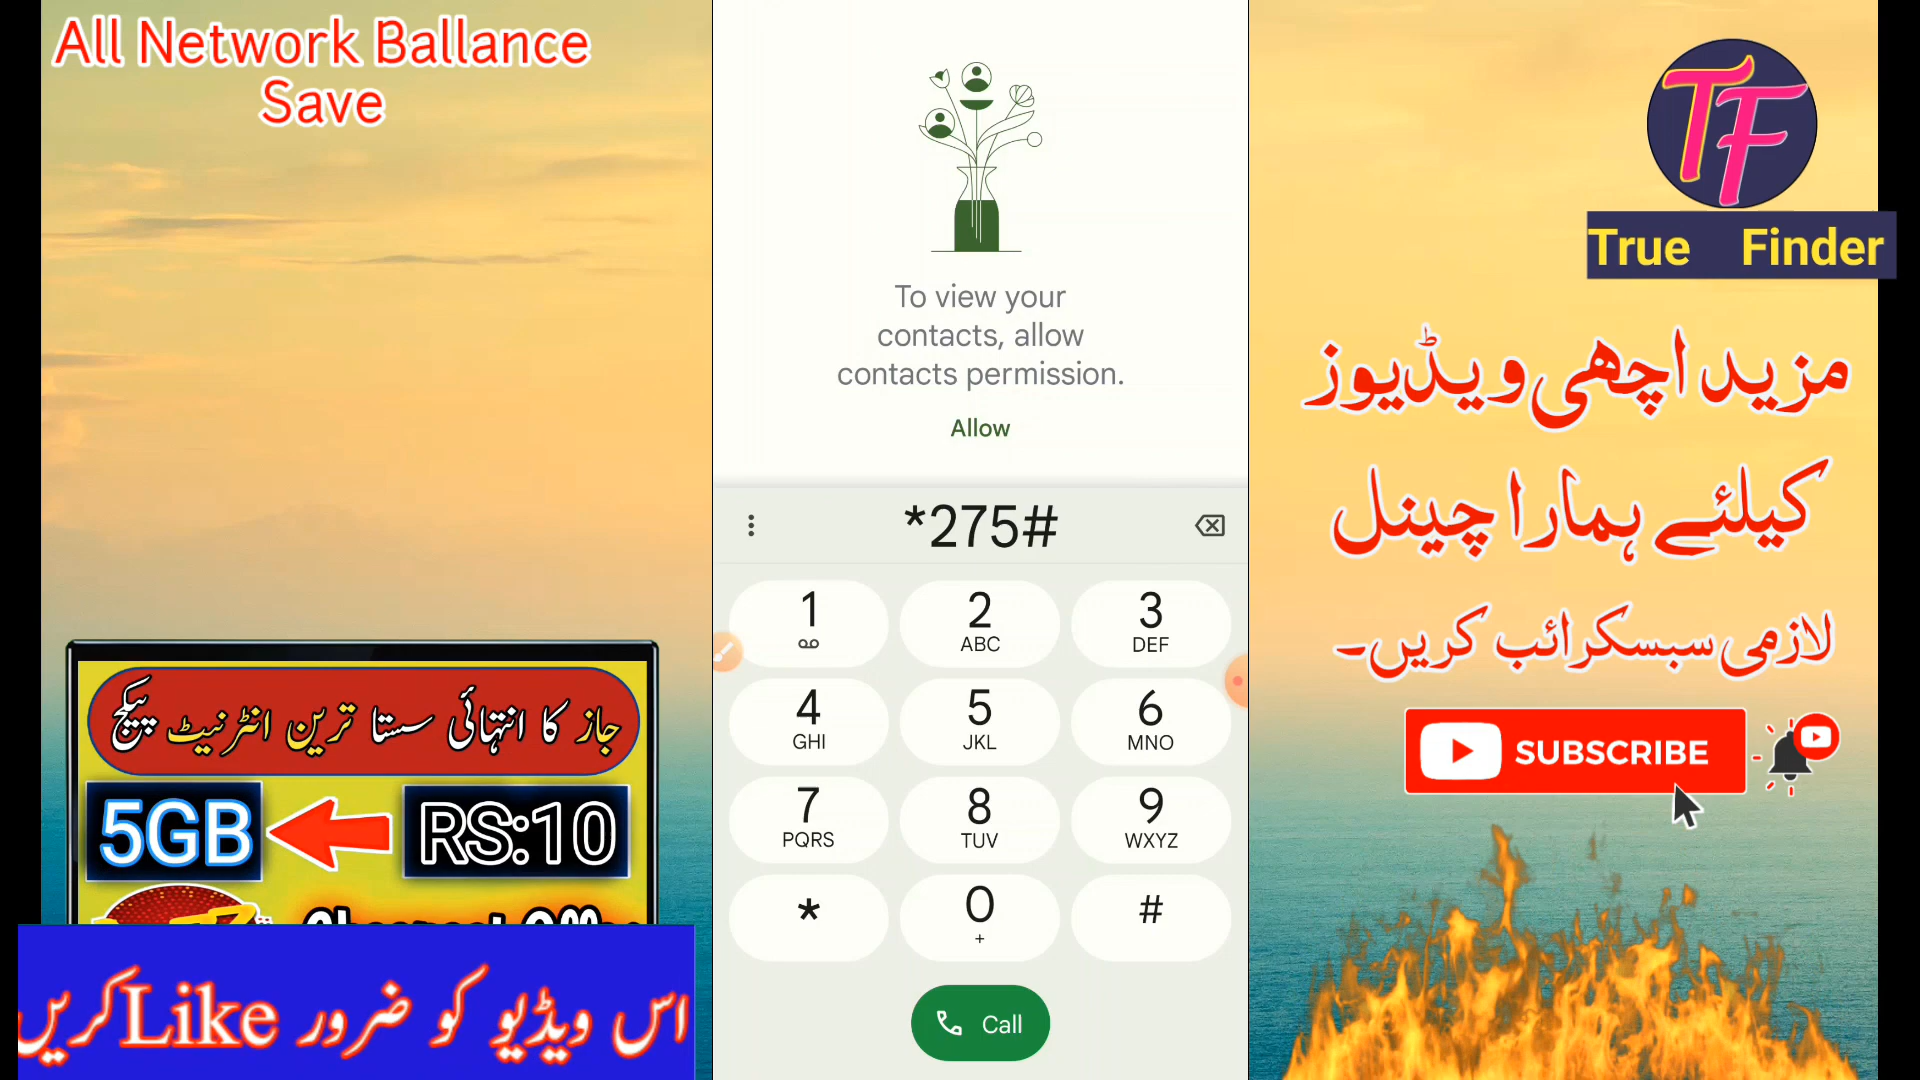 All Network Ballance
Save
To view your
contacts, allow
contacts permission.
Allow
*275#
1
2
ABC
3
DEF
4
GHI
5
JKL
6
MNO
7
PQRS
8
TUV
9
WXYZ
*
0
+
#
Call
جاز کا انتہائی سستا ترین انٹرنیٹ پیکج
5GB
RS:10
اس ویڈیو کو ضرور Like کریں
TF
True Finder
مزید اچھی ویڈیوز
کیلئے ہمارا چینل
لازمی سبسکرائب کریں۔
SUBSCRIBE